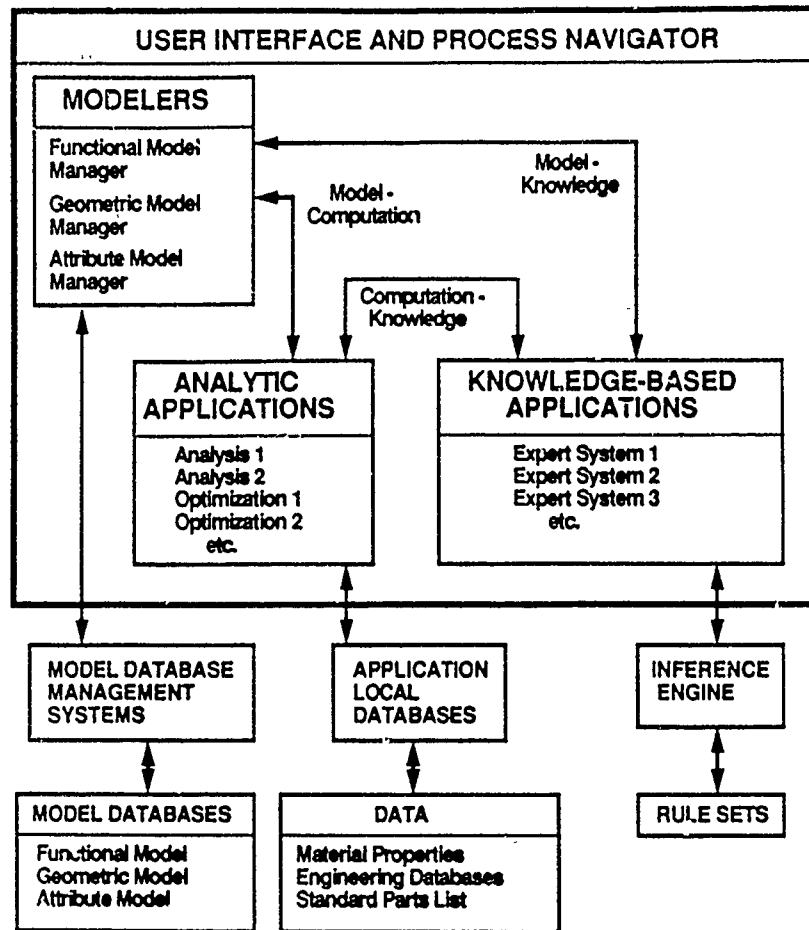 USER INTERFACE AND PROCESS NAVIGATOR
MODELERS
Functional Model
Manager
Geometric Model
Manager
Attribute Model
Manager
Model -
Knowledge
Model -
Computation
Computation -
Knowledge
ANALYTIC
APPLICATIONS
Analysis 1
Analysis 2
Optimization 1
Optimization 2
etc.
KNOWLEDGE-BASED
APPLICATIONS
Expert System 1
Expert System 2
Expert System 3
etc.
MODEL DATABASE
MANAGEMENT
SYSTEMS
APPLICATION
LOCAL
DATABASES
INFERENCE
ENGINE
MODEL DATABASES
Functional Model
Geometric Model
Attribute Model
DATA
Material Properties
Engineering Databases
Standard Parts List
RULE SETS